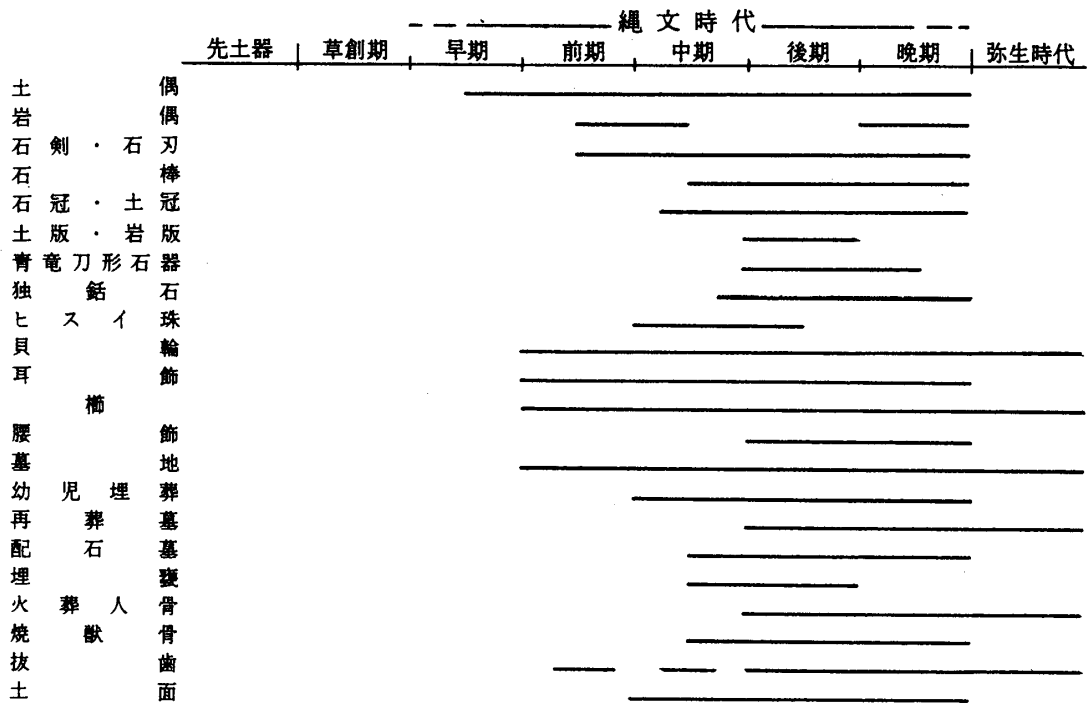 縄文時代
先土器 草創期 早期 前期 中期 後期 晩期 弥生時代
土偶
岩偶
石剣・石刃
石棒
石冠・土冠
土版・岩版
青竜刀形石器
独鈷石
ヒスイ珠
貝輪
耳飾
櫛
腰飾
墓地
幼児埋葬
再葬墓
配石墓
埋甕
火葬人骨
焼獣骨
抜歯
土面